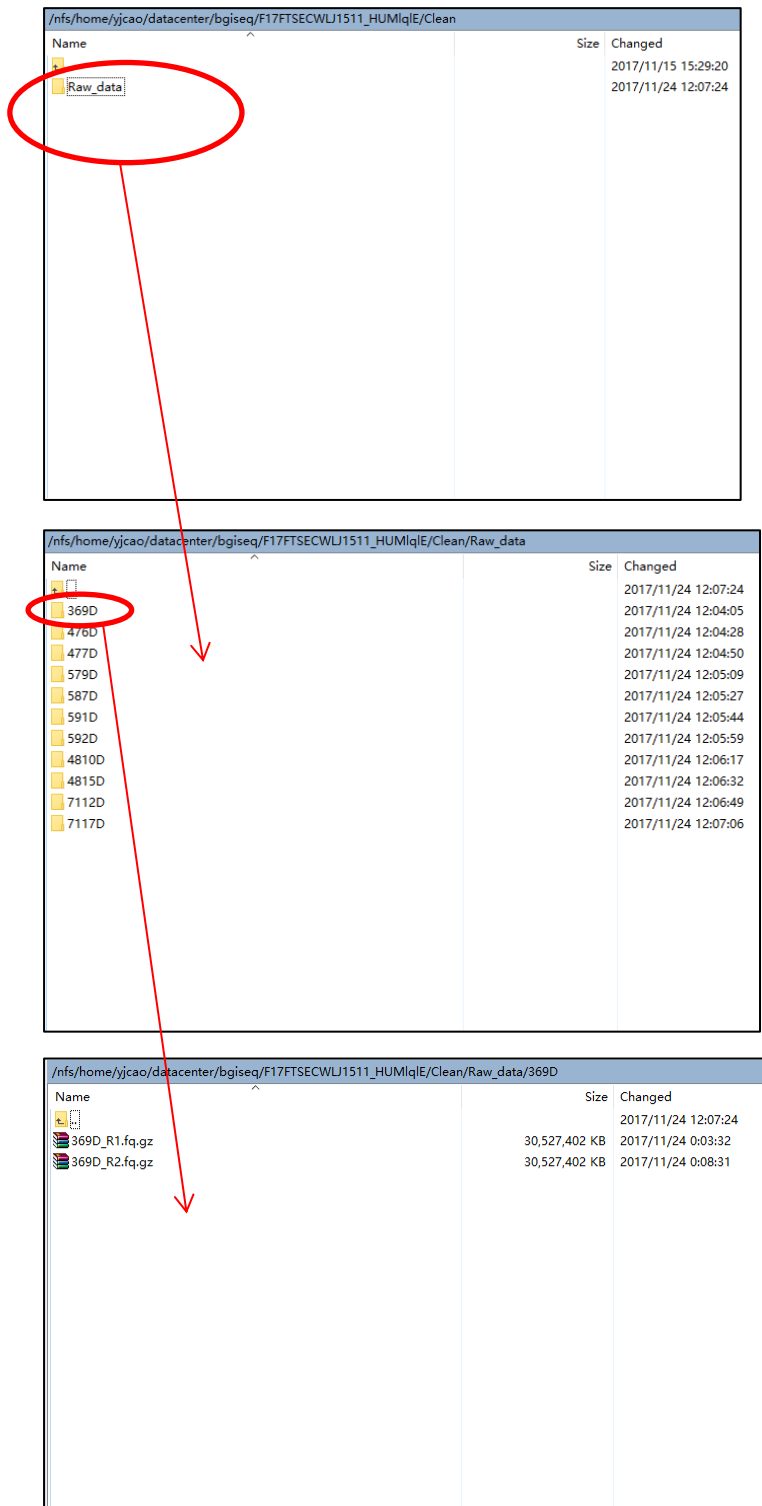 /nfs/home/yjcao/datacenter/bgiseq/F17FTSECWLJ1511_HUMlqlE/Clean
Name Size Changed
2017/11/15 15:29:20
Raw_data 2017/11/24 12:07:24
/nfs/home/yjcao/datacenter/bgiseq/F17FTSECWLJ1511_HUMlqlE/Clean/Raw_data
Name Size Changed
2017/11/24 12:07:24
369D 2017/11/24 12:04:05
476D 2017/11/24 12:04:28
477D 2017/11/24 12:04:50
579D 2017/11/24 12:05:09
587D 2017/11/24 12:05:27
591D 2017/11/24 12:05:44
592D 2017/11/24 12:05:59
4810D 2017/11/24 12:06:17
4815D 2017/11/24 12:06:32
7112D 2017/11/24 12:06:49
7117D 2017/11/24 12:07:06
/nfs/home/yjcao/datacenter/bgiseq/F17FTSECWLJ1511_HUMlqlE/Clean/Raw_data/369D
Name Size Changed
.. 2017/11/24 12:07:24
369D_R1.fq.gz 30,527,402 KB 2017/11/24 0:03:32
369D_R2.fq.gz 30,527,402 KB 2017/11/24 0:08:31